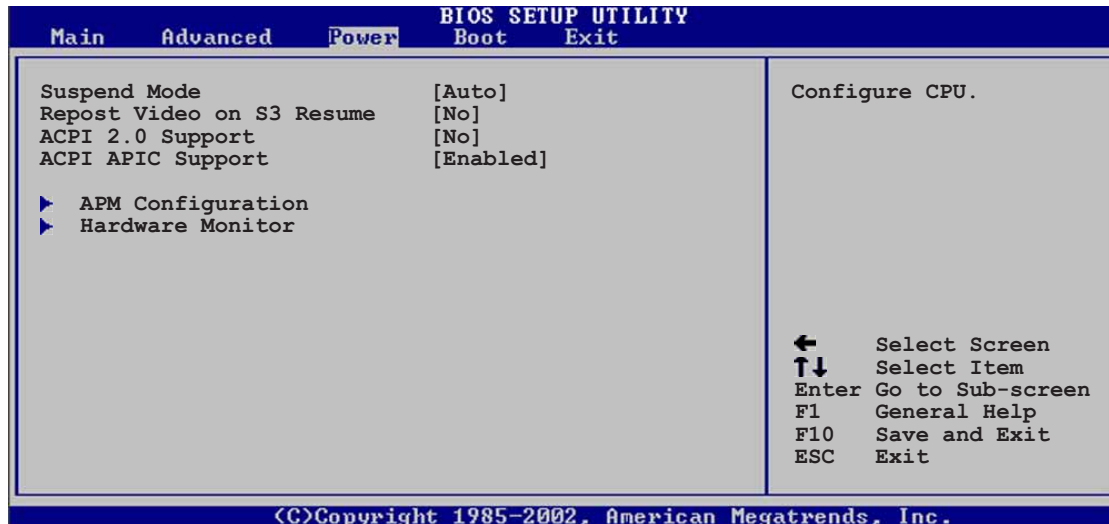 BIOS SETUP UTILITY
Main Advanced Power Boot Exit
Suspend Mode [Auto]
Repost Video on S3 Resume [No]
ACPI 2.0 Support [No]
ACPI APIC Support [Enabled]
APM Configuration
Hardware Monitor
Configure CPU.
← Select Screen
↑↓ Select Item
Enter Go to Sub-screen
F1 General Help
F10 Save and Exit
ESC Exit
(C)Copyright 1985-2002, American Megatrends, Inc.